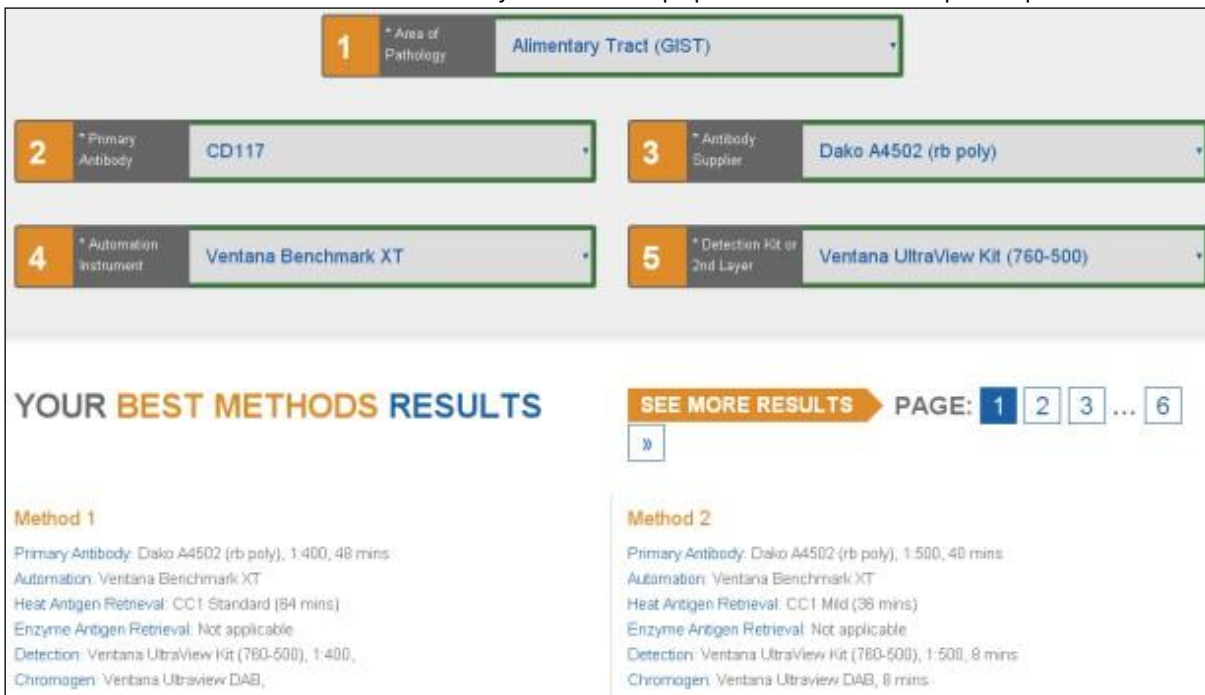 1 * Area of Pathology Alimentary Tract (GIST)
2 * Primary Antibody CD117
3 * Antibody Supplier Dako A4502 (rb poly)
4 * Automation Instrument Ventana Benchmark XT
5 * Detection Kit or 2nd Layer Ventana UltraView Kit (760-500)
YOUR BEST METHODS RESULTS
SEE MORE RESULTS PAGE: 1 2 3 ... 6
»
Method 1
Primary Antibody: Dako A4502 (rb poly), 1:400, 48 mins
Automation: Ventana Benchmark XT
Heat Antigen Retrieval: CC1 Standard (64 mins)
Enzyme Antigen Retrieval: Not applicable
Detection: Ventana UltraView Kit (760-500), 1:400,
Chromogen: Ventana Ultraview DAB,
Method 2
Primary Antibody: Dako A4502 (rb poly), 1:500, 40 mins
Automation: Ventana Benchmark XT
Heat Antigen Retrieval: CC1 Mild (36 mins)
Enzyme Antigen Retrieval: Not applicable
Detection: Ventana UltraView Kit (760-500), 1:500, 8 mins
Chromogen: Ventana Ultraview DAB, 8 mins